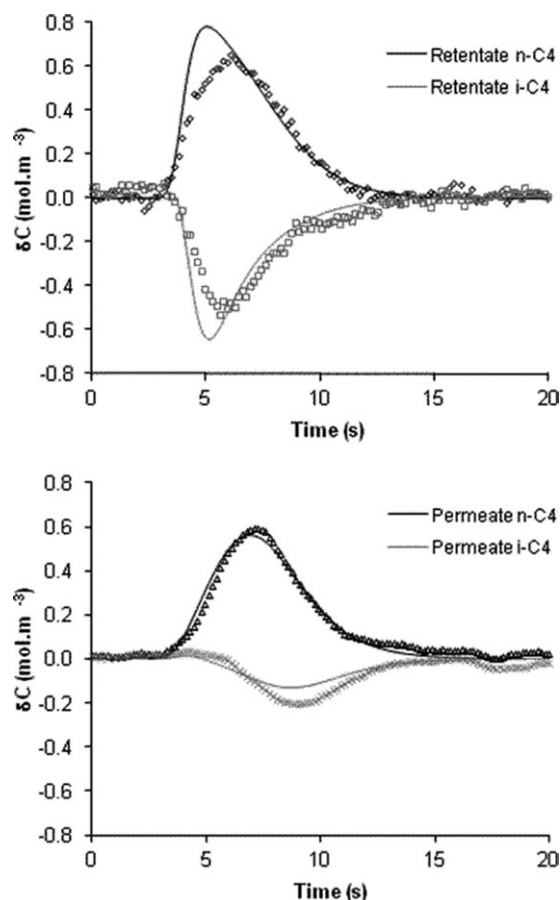 0.8
0.6
0.4
0.2
0.0
-0.2
-0.4
-0.6
-0.8
δC (mol.m⁻³)
Retentate n-C4
Retentate i-C4
0 5 10 15 20
Time (s)
0.8
0.6
0.4
0.2
0.0
-0.2
-0.4
-0.6
-0.8
δC (mol.m⁻³)
Permeate n-C4
Permeate i-C4
0 5 10 15 20
Time (s)